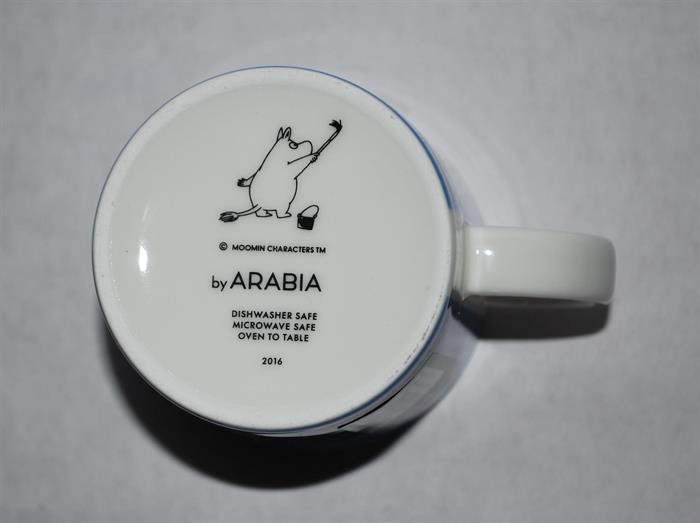 © MOOMIN CHARACTERS TM
by ARABIA
DISHWASHER SAFE
MICROWAVE SAFE
OVEN TO TABLE
2016